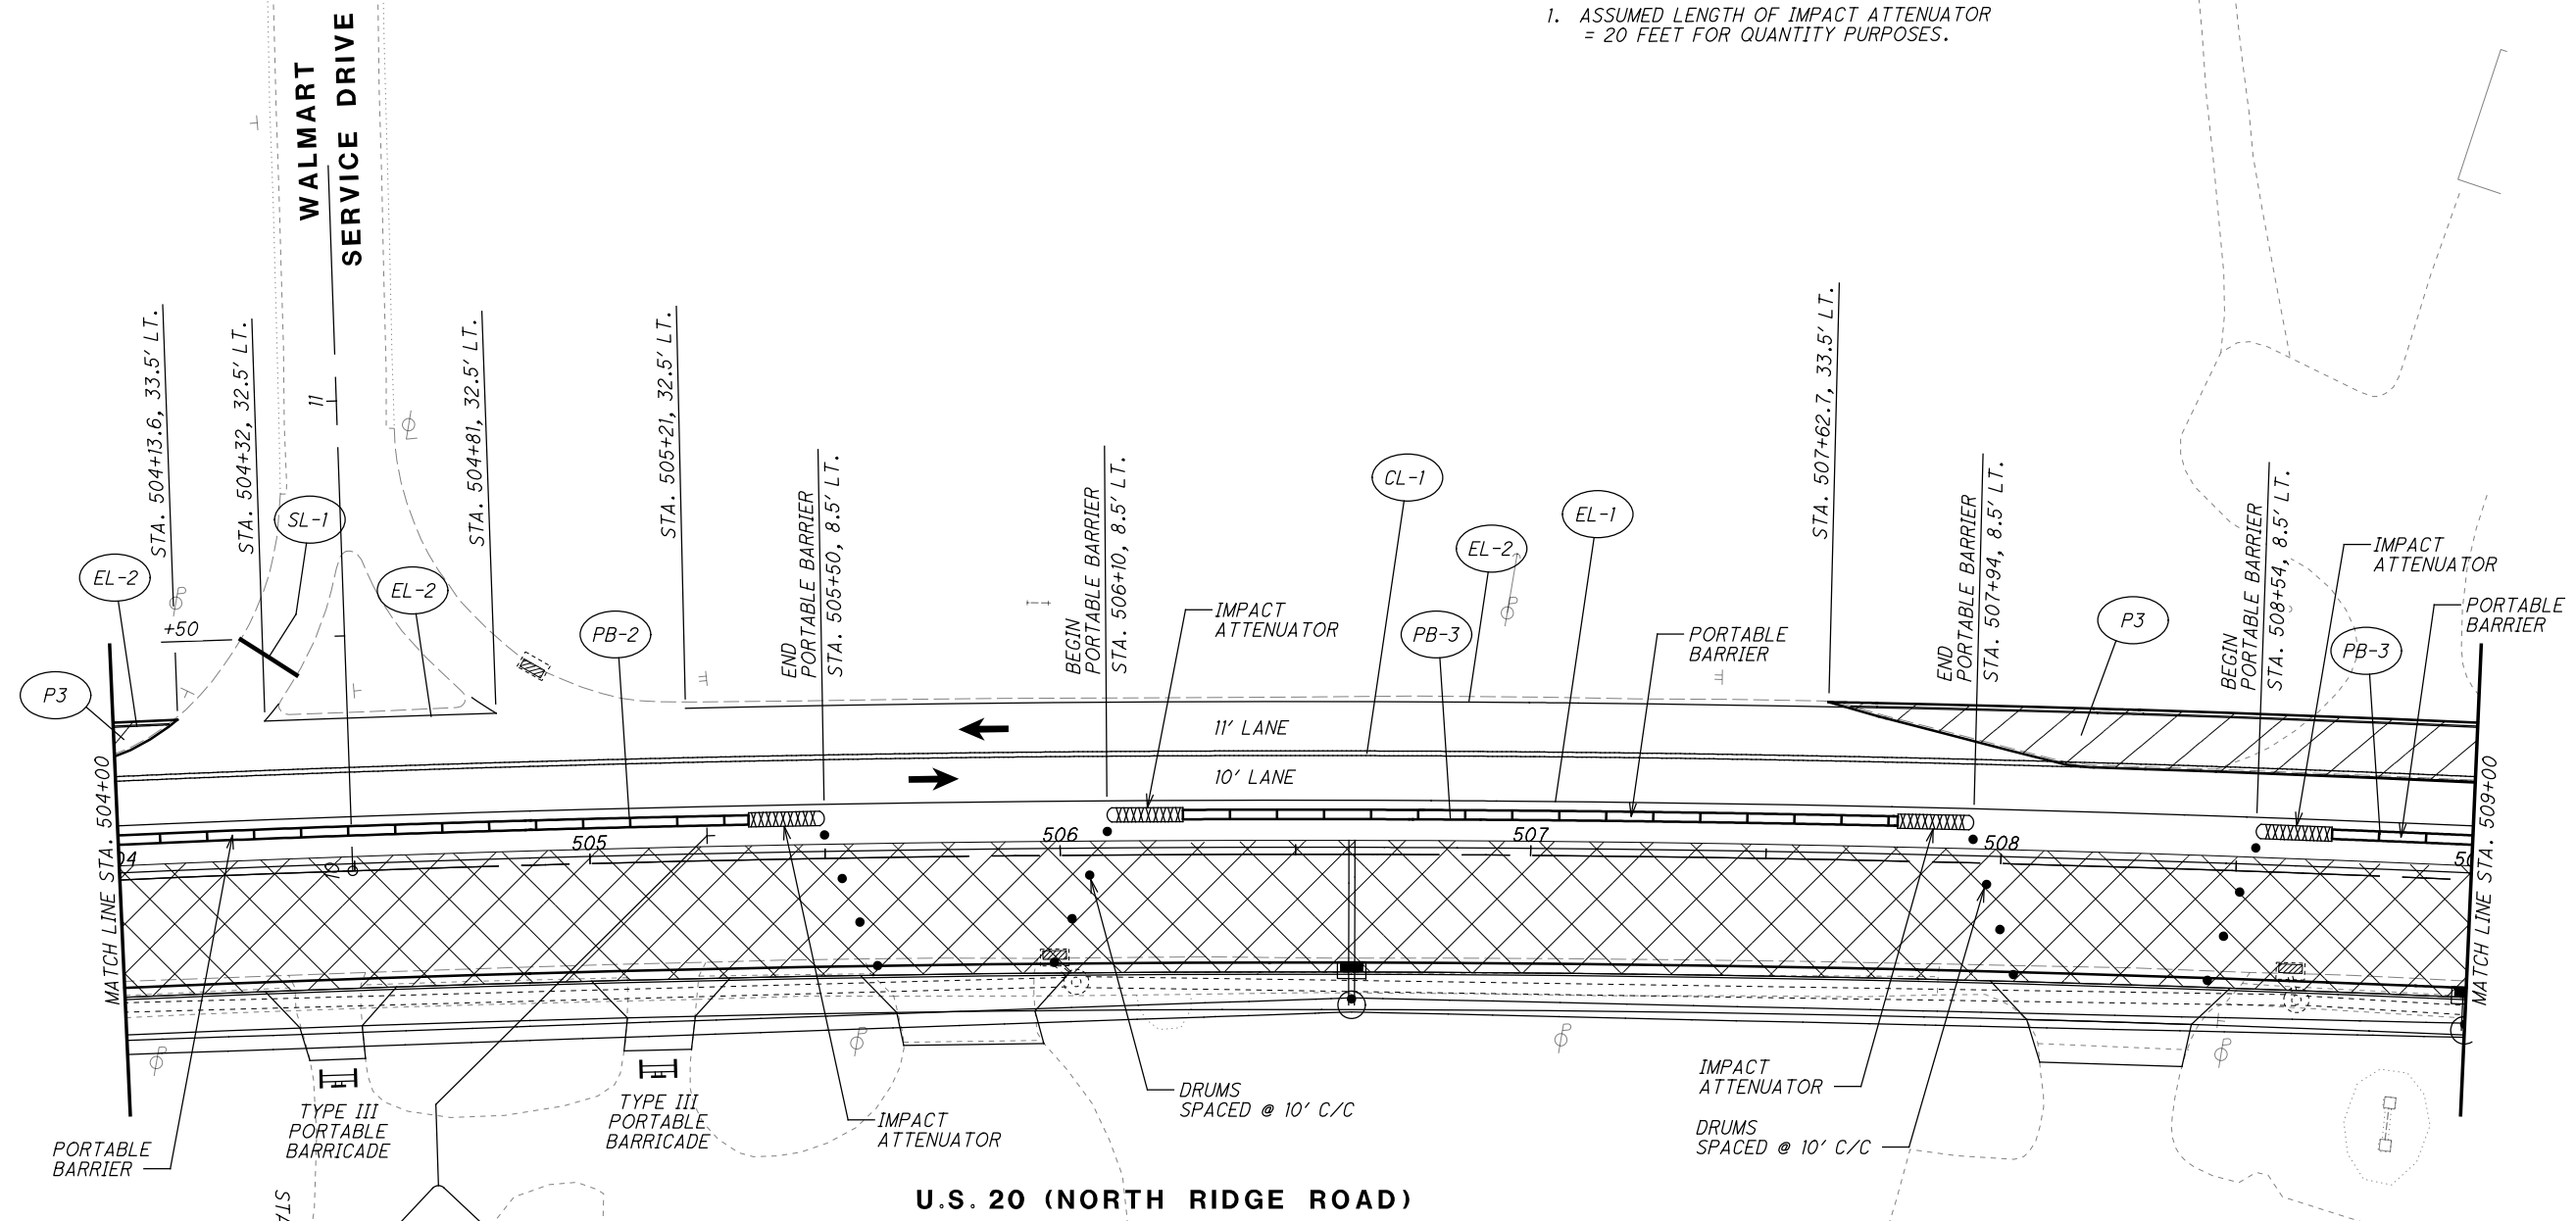 1. ASSUMED LENGTH OF IMPACT ATTENUATOR
= 20 FEET FOR QUANTITY PURPOSES.
WALMART
SERVICE DRIVE
STA. 504+13.6, 33.5' LT.
STA. 504+32, 32.5' LT.
STA. 504+81, 32.5' LT.
STA. 505+21, 32.5' LT.
END
PORTABLE BARRIER
STA. 505+50, 8.5' LT.
BEGIN
PORTABLE BARRIER
STA. 506+10, 8.5' LT.
STA. 507+62.7, 33.5' LT.
END
PORTABLE BARRIER
STA. 507+94, 8.5' LT.
BEGIN
PORTABLE BARRIER
STA. 508+54, 8.5' LT.
11
CL-1
SL-1
EL-1
EL-2
EL-2
EL-2
IMPACT
ATTENUATOR
PORTABLE
BARRIER
IMPACT
ATTENUATOR
PORTABLE
BARRIER
+50
PB-2
PB-3
P3
PB-3
P3
11' LANE
10' LANE
MATCH LINE STA. 504+00
MATCH LINE STA. 509+00
04
10
505
506
507
508
50
IMPACT
ATTENUATOR
DRUMS
SPACED @ 10' C/C
DRUMS
SPACED @ 10' C/C
TYPE III
PORTABLE
BARRICADE
TYPE III
PORTABLE
BARRICADE
IMPACT
ATTENUATOR
PORTABLE
BARRIER
STA
U.S. 20 (NORTH RIDGE ROAD)